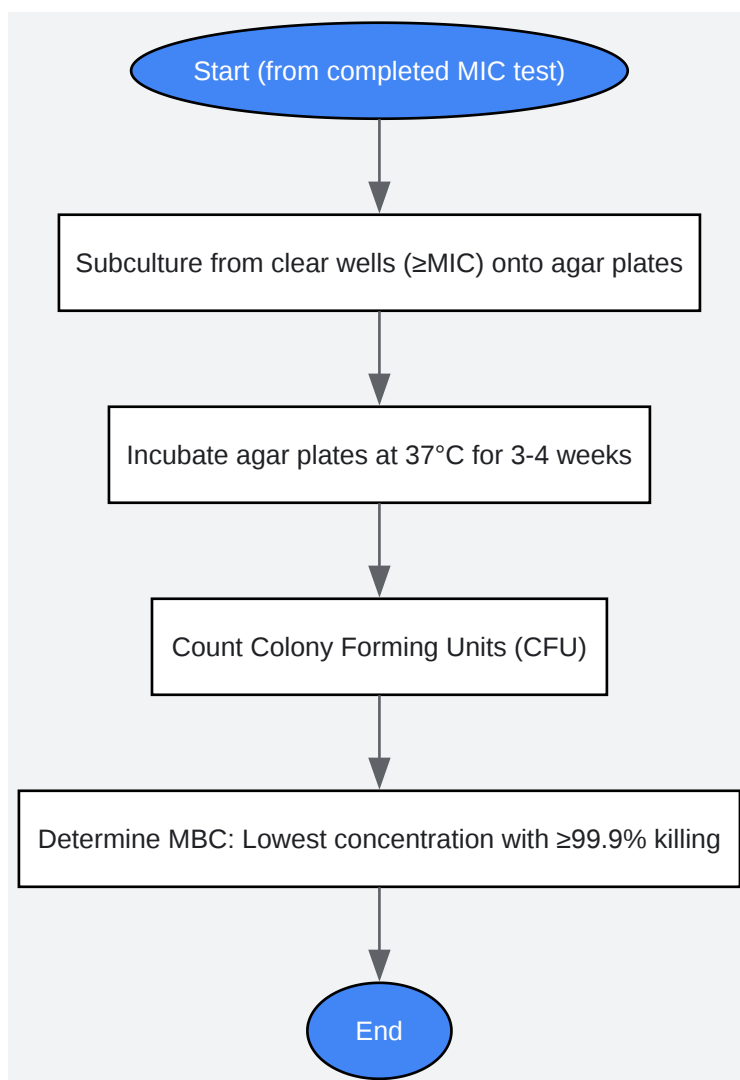 Start (from completed MIC test)
Subculture from clear wells (≥MIC) onto agar plates
Incubate agar plates at 37°C for 3-4 weeks
Count Colony Forming Units (CFU)
Determine MBC: Lowest concentration with ≥99.9% killing
End